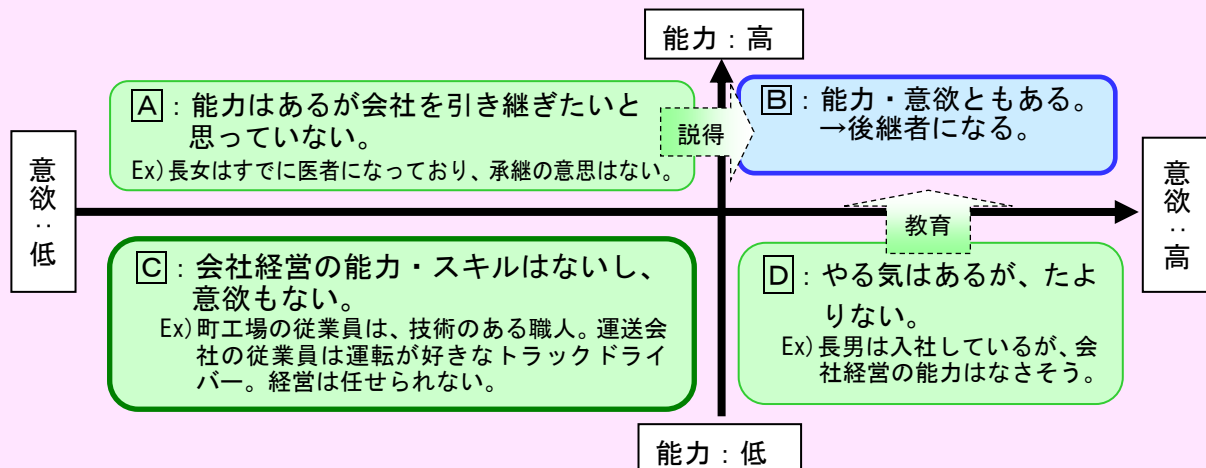 能力：高
A：能力はあるが会社を引き継ぎたいと
思っていない。
Ex）長女はすでに医者になっており、承継の意思はない。
説得
B：能力・意欲ともある。
→後継者になる。
意欲：低
意欲：高
教育
C：会社経営の能力・スキルはないし、
意欲もない。
Ex）町工場の従業員は、技術のある職人。運送会
社の従業員は運転が好きなトラックドライ
バー。経営は任せられない。
D：やる気はあるが、たよ
りない。
Ex）長男は入社しているが、会
社経営の能力はなさそう。
能力：低